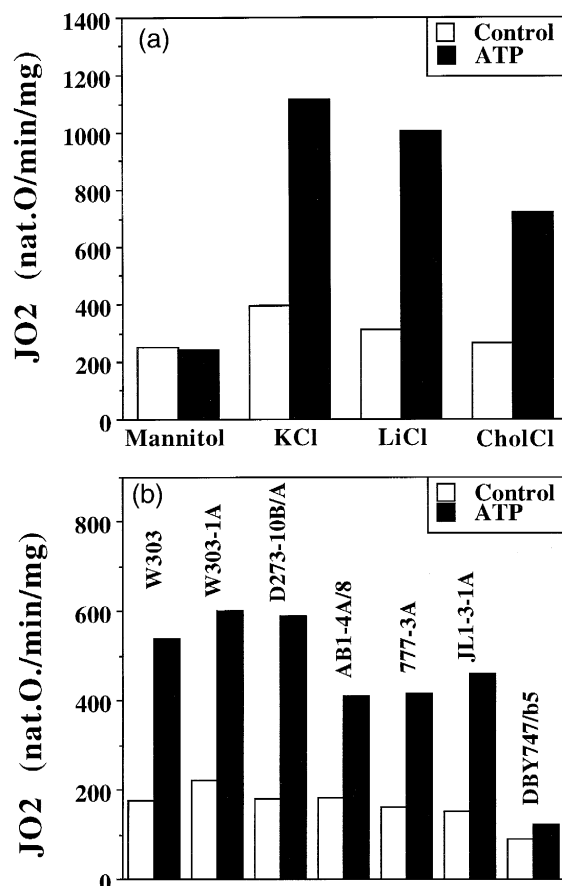 (a)
Control
ATP
1400
1200
1000
800
600
400
200
0
JO2 (nat.O/min/mg)
Mannitol KCl LiCl CholCl
(b)
Control
ATP
800
600
400
200
0
JO2 (nat.O./min/mg)
W303
W303-1A
D273-10B/A
AB1-4A/8
777-3A
JL1-3-1A
DBY747/b5